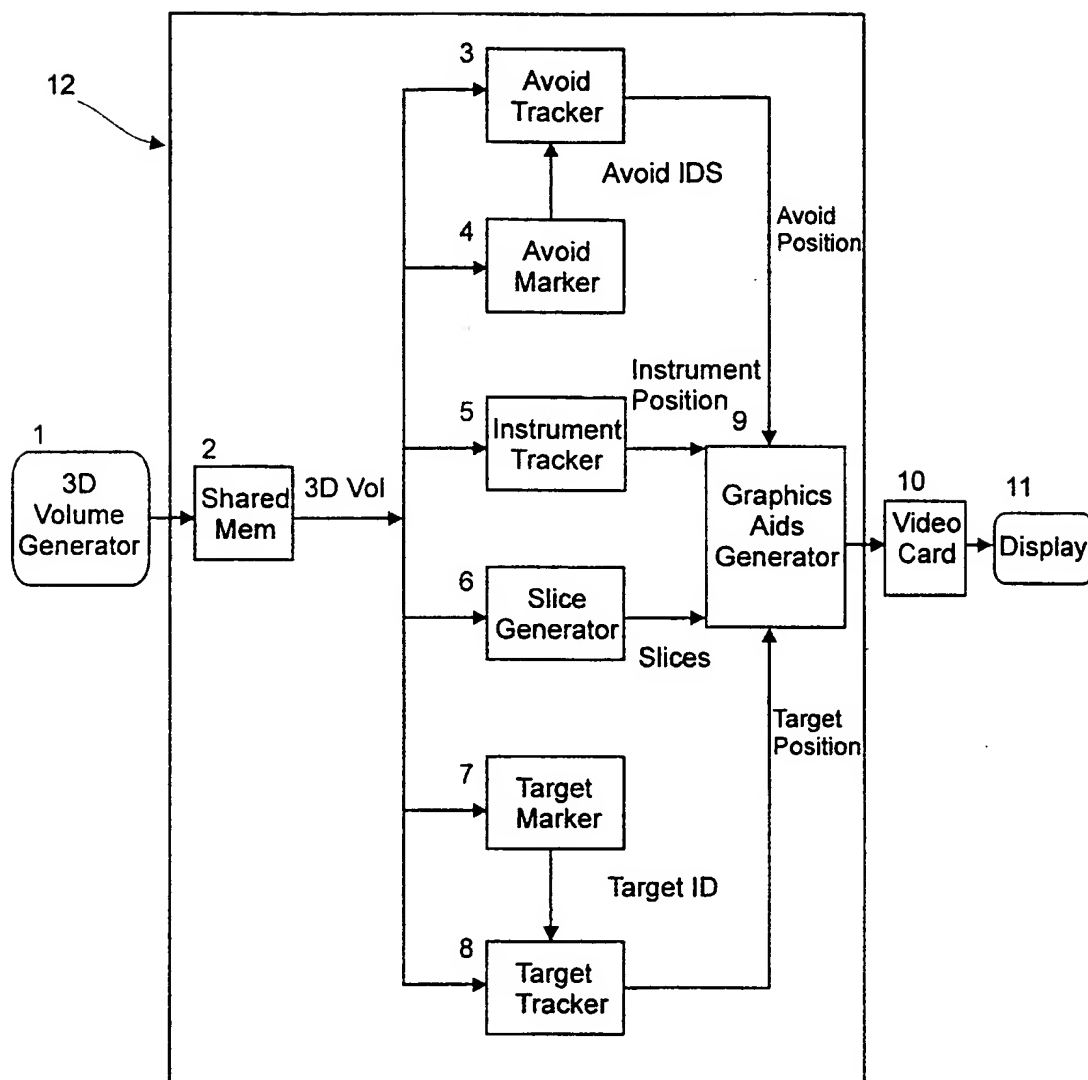 12
3
Avoid
Tracker
Avoid IDS
4
Avoid
Marker
Avoid
Position
Instrument
Position
5
Instrument
Tracker
9
1
3D
Volume
Generator
2
Shared
Mem
3D Vol
Graphics
Aids
Generator
10
Video
Card
11
Display
6
Slice
Generator
Slices
Target
Position
7
Target
Marker
Target ID
8
Target
Tracker